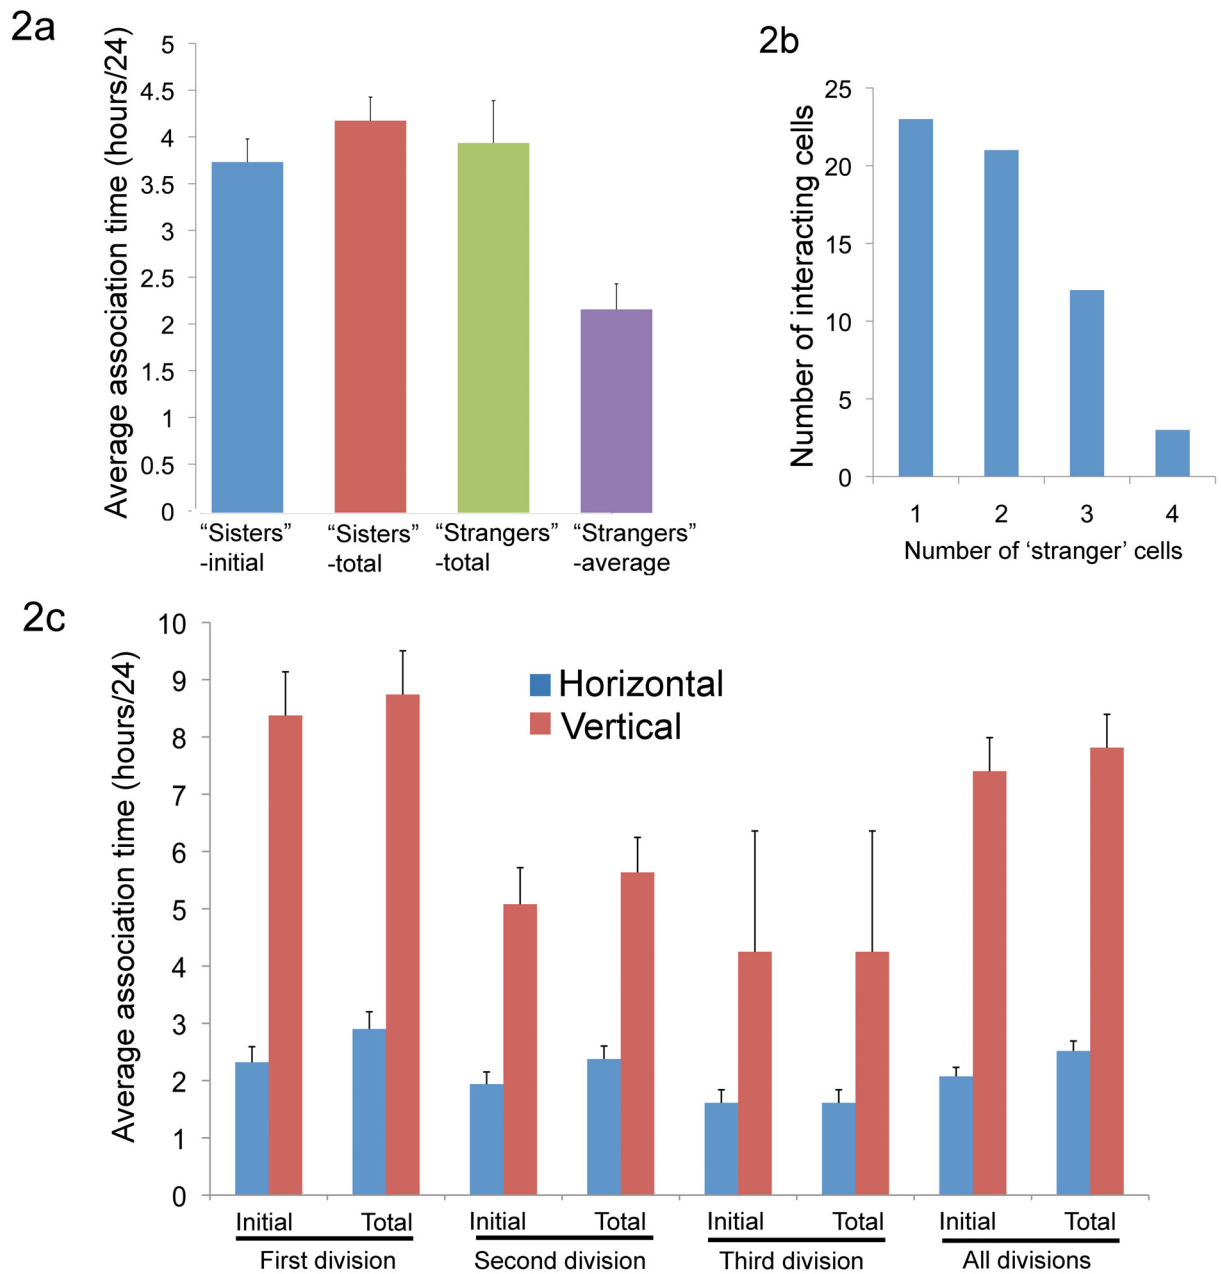 2a
Average association time (hours/24)
5
4.5
4
3.5
3
2.5
2
1.5
1
0.5
0
“Sisters”
-initial
“Sisters”
-total
“Strangers”
-total
“Strangers”
-average
2b
Number of interacting cells
25
20
15
10
5
0
1 2 3 4
Number of ‘stranger’ cells
2c
Average association time (hours/24)
10
9
8
7
6
5
4
3
2
1
0
Horizontal
Vertical
Initial Total Initial Total Initial Total Initial Total
First division Second division Third division All divisions